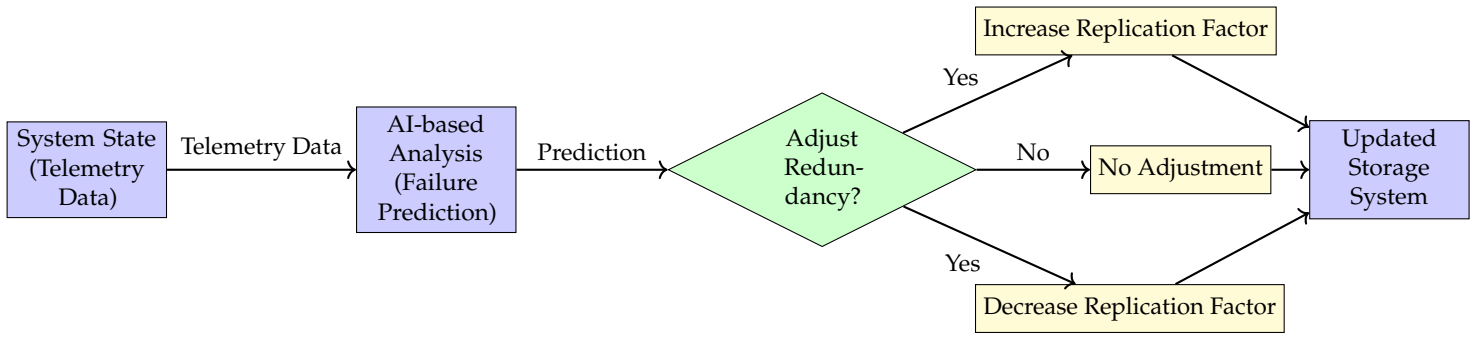 System State
(Telemetry
Data)
Telemetry Data
AI-based
Analysis
(Failure
Prediction)
Prediction
Adjust
Redun-
dancy?
Yes
Increase Replication Factor
No
No Adjustment
Yes
Decrease Replication Factor
Updated
Storage
System